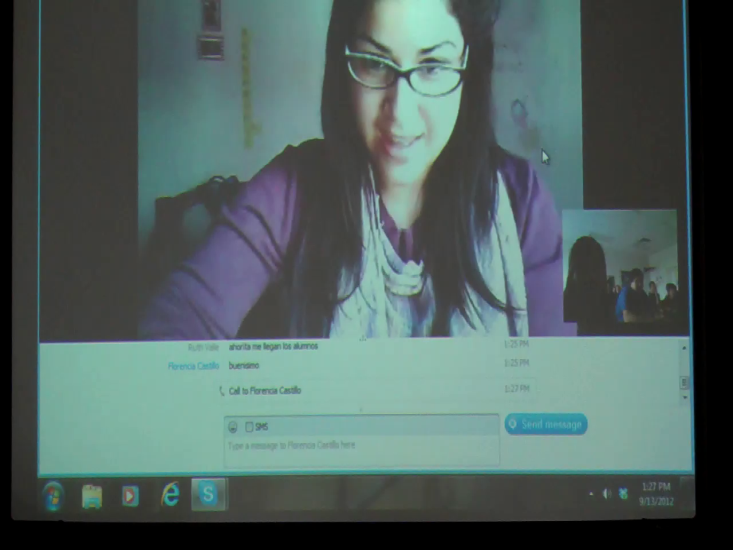 Ruth Valle ahorita me llegan los alumnos 1:25 PM
Florencia Castillo buenisimo 1:25 PM
Call to Florencia Castillo 1:27 PM
SMS
Send message
Type a message to Florencia Castillo here
1:27 PM
9/13/2012